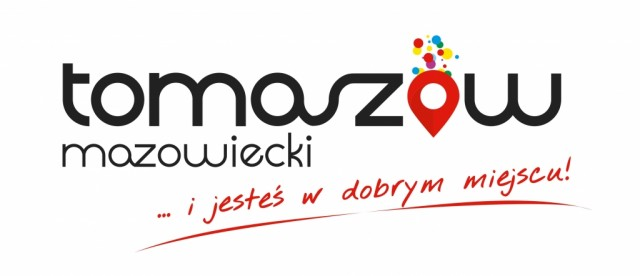 tomaszów
mazowiecki
... i jesteś w dobrym miejscu!